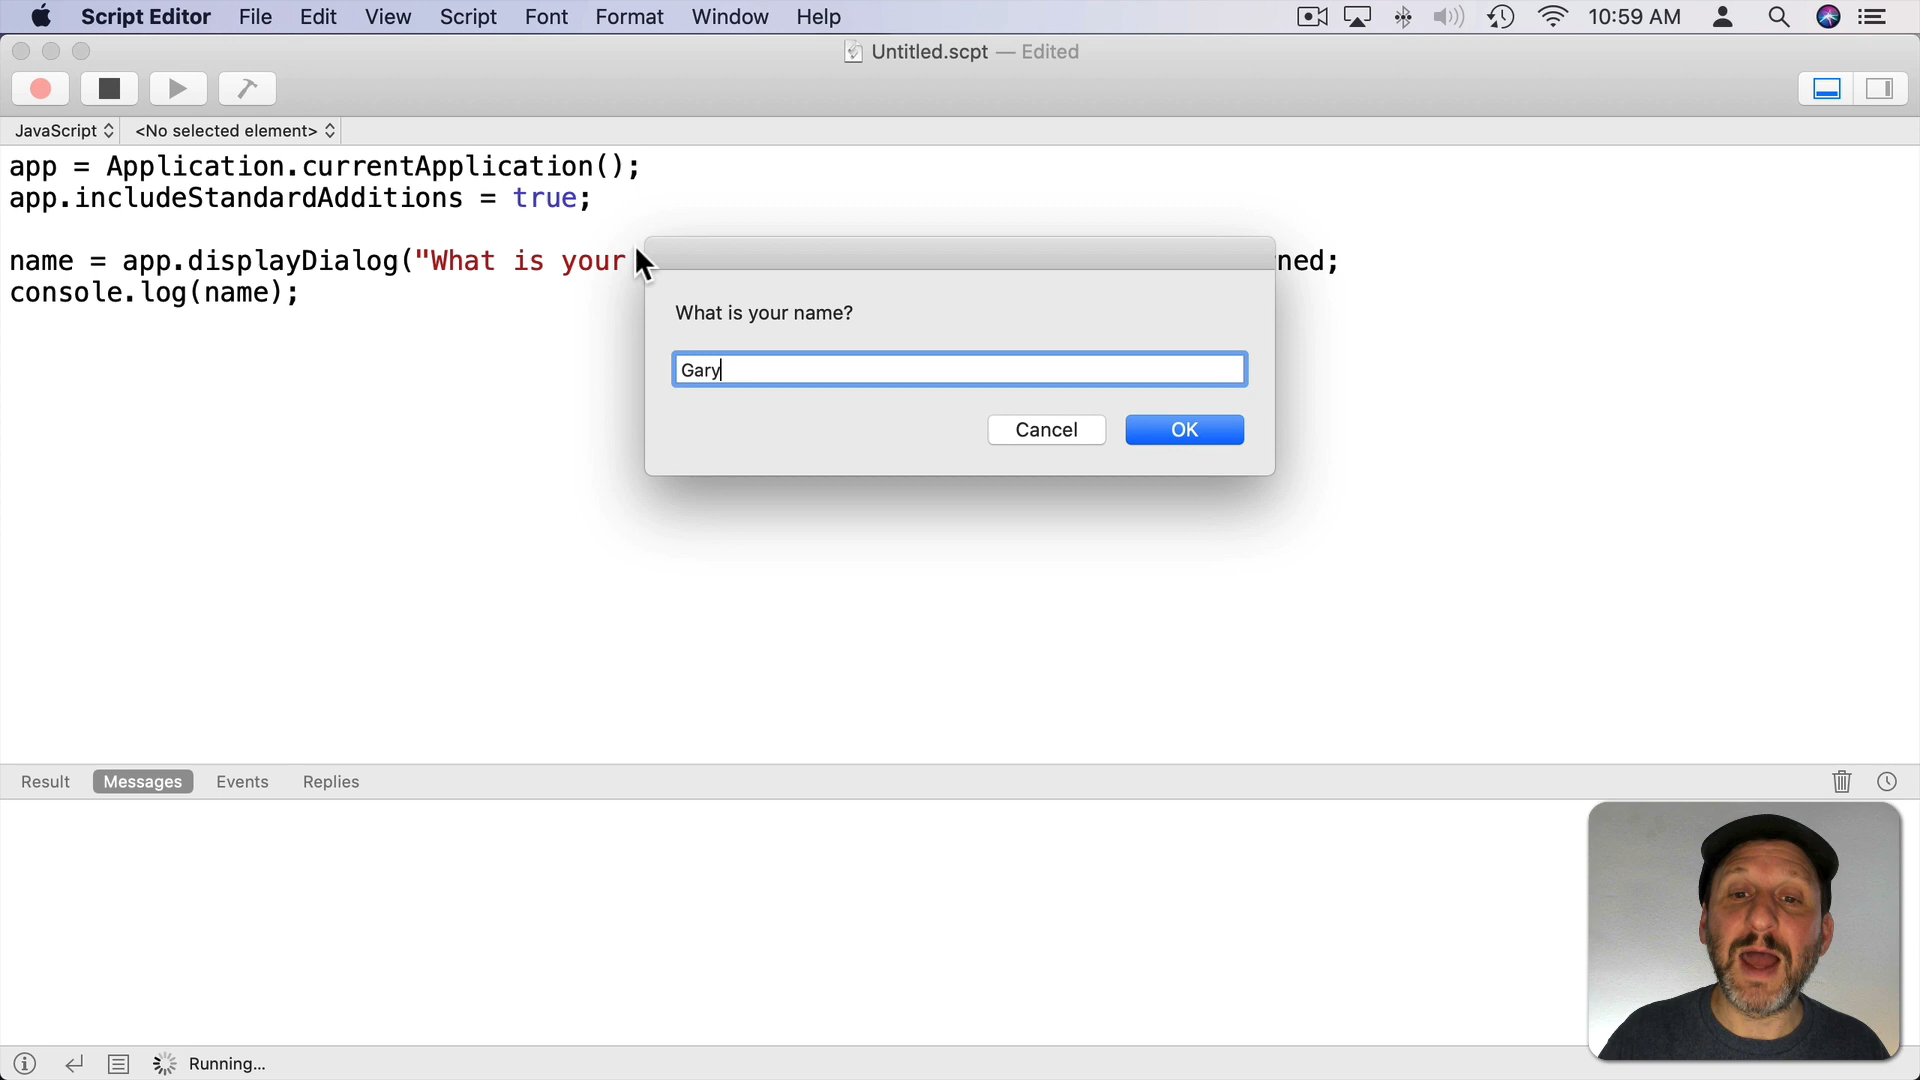 Script Editor File Edit View Script Font Format Window Help 10:59 AM
Untitled.scpt — Edited
JavaScript <No selected element>
app = Application.currentApplication();
app.includeStandardAdditions = true;
name = app.displayDialog("What is your ned;
console.log(name);
What is your name?
Gary
Cancel OK
Result Messages Events Replies
Running...